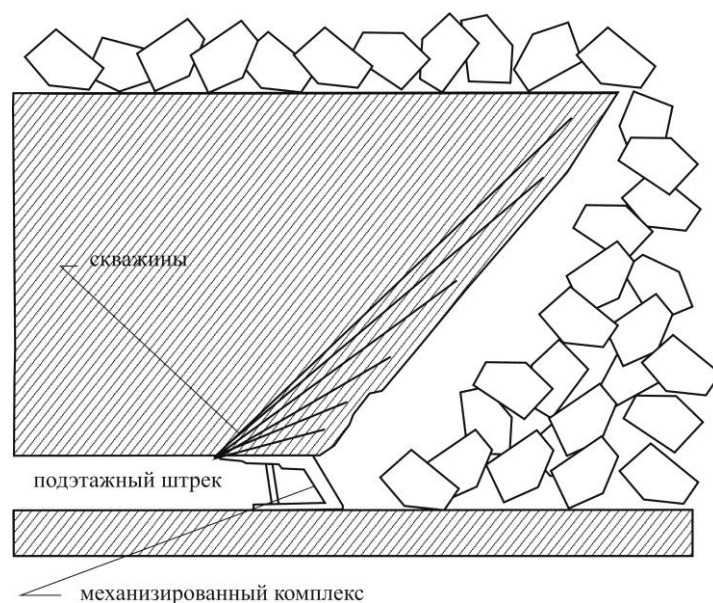 скважины
подэтажный штрек
механизированный комплекс